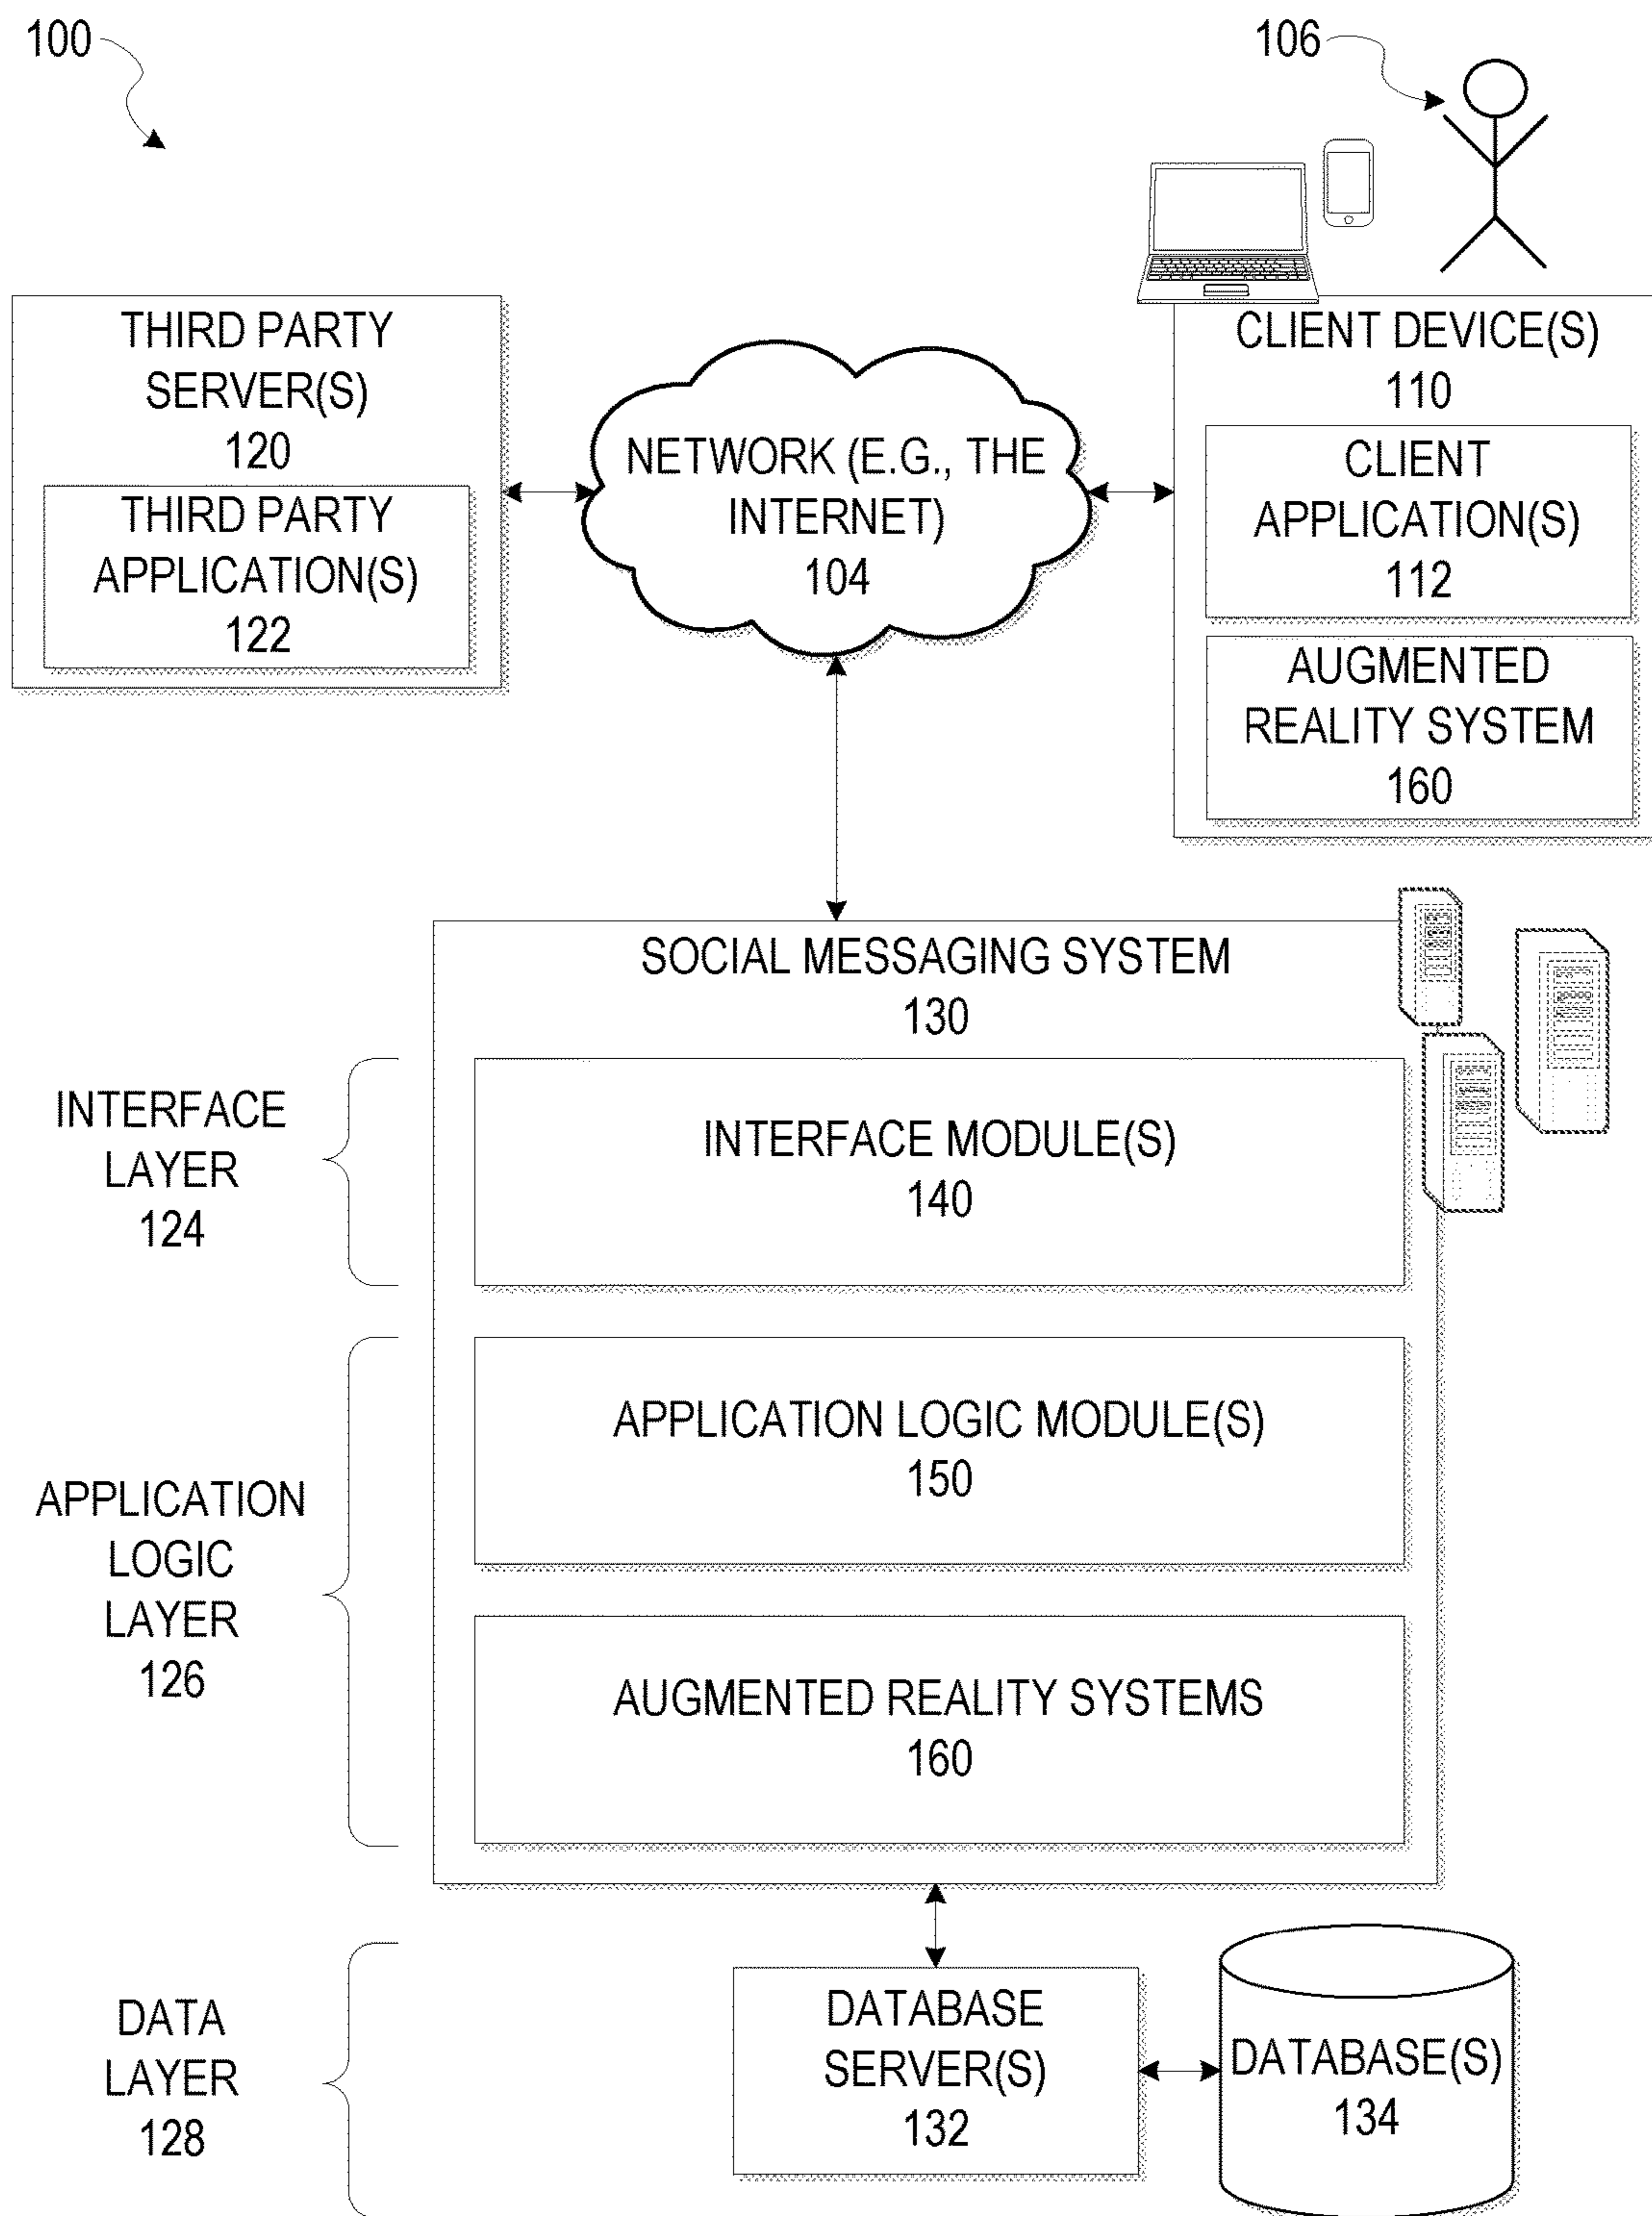 100
106
THIRD PARTY
SERVER(S)
120
THIRD PARTY
APPLICATION(S)
122
NETWORK (E.G., THE
INTERNET)
104
CLIENT DEVICE(S)
110
CLIENT
APPLICATION(S)
112
AUGMENTED
REALITY SYSTEM
160
SOCIAL MESSAGING SYSTEM
130
INTERFACE
LAYER
124
INTERFACE MODULE(S)
140
APPLICATION
LOGIC
LAYER
126
APPLICATION LOGIC MODULE(S)
150
AUGMENTED REALITY SYSTEMS
160
DATA
LAYER
128
DATABASE
SERVER(S)
132
DATABASE(S)
134